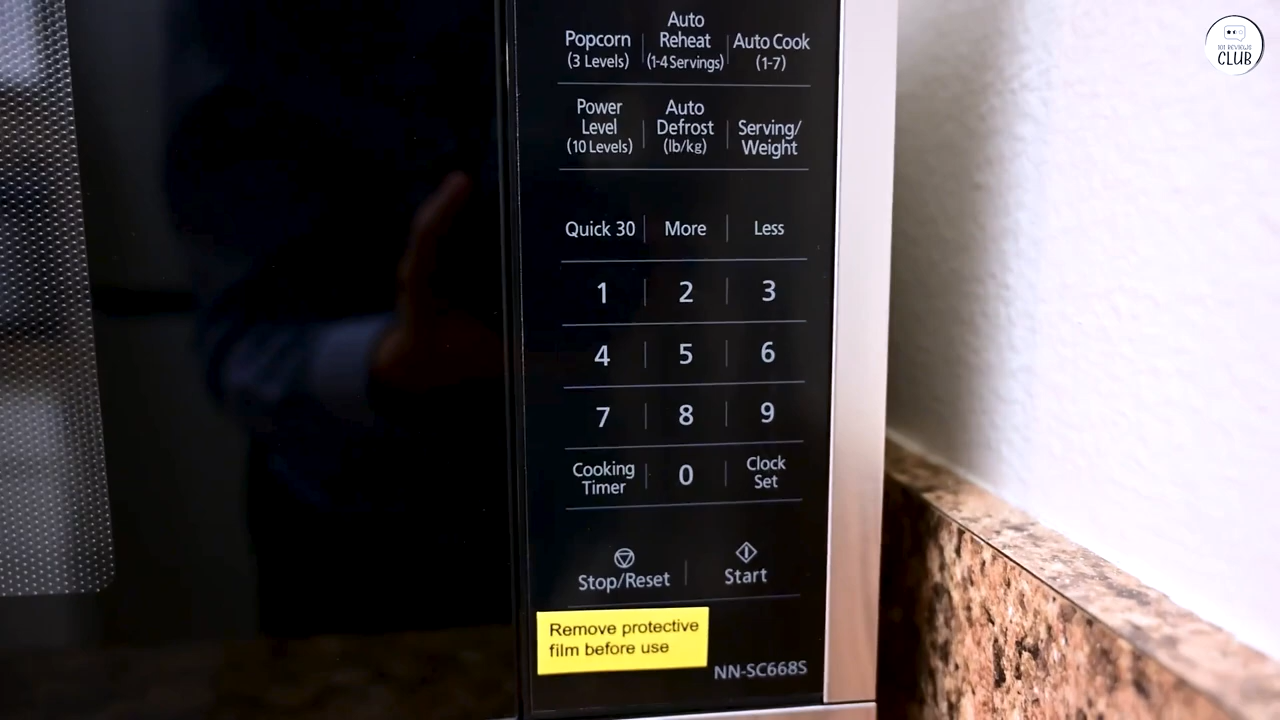 Popcorn
(3 Levels)
Auto
Reheat
(1-4 Servings)
Auto Cook
(1-7)
Power
Level
(10 Levels)
Auto
Defrost
(lb/kg)
Serving/
Weight
Quick 30
More
Less
1
2
3
4
5
6
7
8
9
Cooking
Timer
0
Clock
Set
Stop/Reset
Start
Remove protective
film before use
NN-SC668S
101 REVIEWS
CLUB